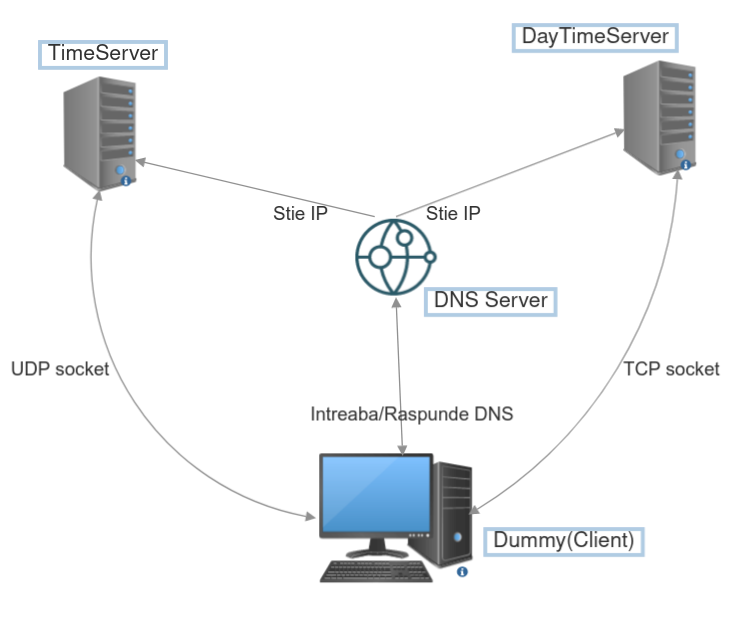 DayTimeServer
TimeServer
Stie IP
Stie IP
DNS Server
UDP socket
TCP socket
Intreaba/Raspunde DNS
Dummy(Client)